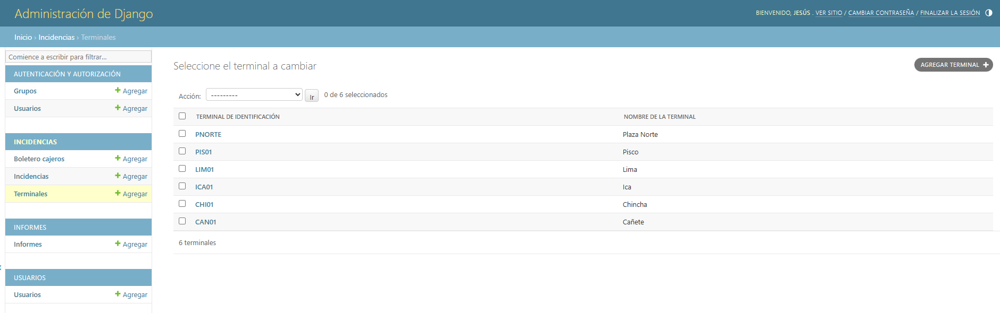 Administración de Django
BIENVENIDO, JESÚS . VER SITIO / CAMBIAR CONTRASEÑA / FINALIZAR LA SESIÓN
Inicio › Incidencias › Terminales
Comience a escribir para filtrar...
AUTENTICACIÓN Y AUTORIZACIÓN
Grupos + Agregar
Usuarios + Agregar
INCIDENCIAS
Boletero cajeros + Agregar
Incidencias + Agregar
Terminales + Agregar
INFORMES
Informes + Agregar
USUARIOS
Usuarios + Agregar
Seleccione el terminal a cambiar
AGREGAR TERMINAL +
Acción: --------- Ir 0 de 6 seleccionados
TERMINAL DE IDENTIFICACIÓN NOMBRE DE LA TERMINAL
PNORTE Plaza Norte
PIS01 Pisco
LIM01 Lima
ICA01 Ica
CHI01 Chincha
CAN01 Cañete
6 terminales